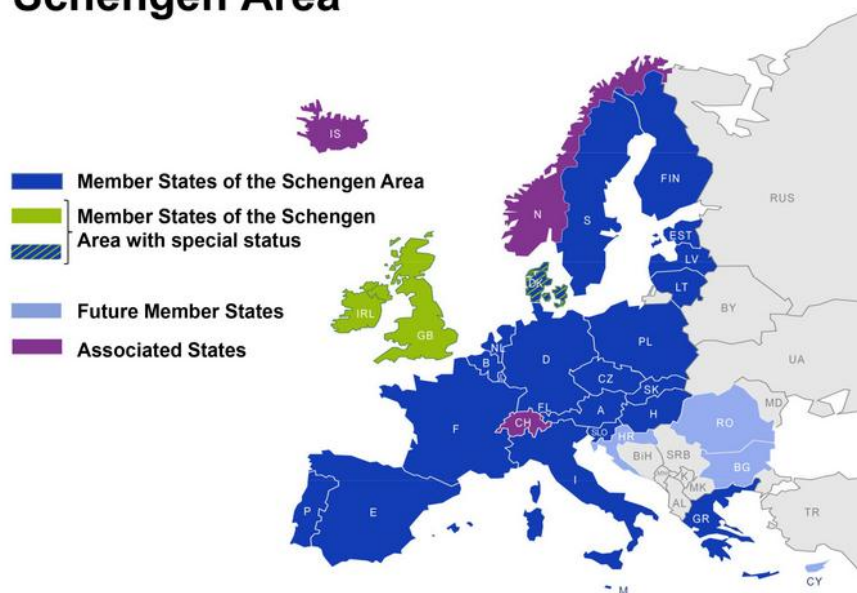 Schengen Area
IS
Member States of the Schengen Area
Member States of the Schengen
Area with special status
Future Member States
Associated States
FIN
N
S
RUS
EST
LV
LT
DK
BY
IRL
GB
NL
B
D
PL
UA
CZ
SK
FL
A
H
MD
F
CH
SLO
HR
RO
BiH
SRB
BG
K
MK
AL
P
E
I
GR
TR
M
CY